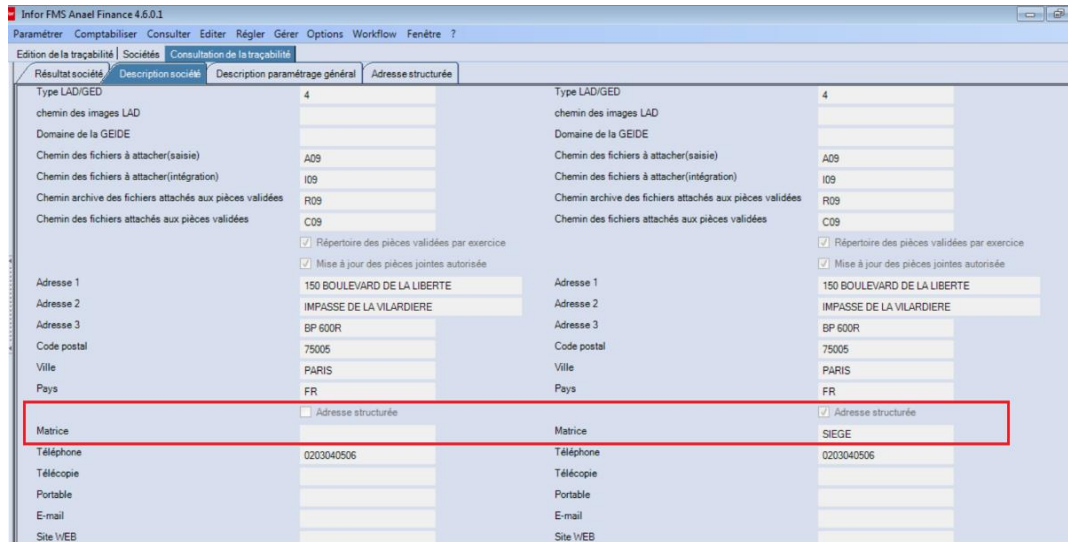 Infor FMS Anael Finance 4.6.0.1
Paramétrer Comptabiliser Consulter Editer Régler Gérer Options Workflow Fenêtre ?
Edition de la traçabilité Sociétés Consultation de la traçabilité
Résultat société Description société Description paramétrage général Adresse structurée
Type LAD/GED 4 Type LAD/GED 4
chemin des images LAD chemin des images LAD
Domaine de la GEIDE Domaine de la GEIDE
Chemin des fichiers à attacher(saisie) A09 Chemin des fichiers à attacher(saisie) A09
Chemin des fichiers à attacher(intégration) I09 Chemin des fichiers à attacher(intégration) I09
Chemin archive des fichiers attachés aux pièces validées R09 Chemin archive des fichiers attachés aux pièces validées R09
Chemin des fichiers attachés aux pièces validées C09 Chemin des fichiers attachés aux pièces validées C09
Répertoire des pièces validées par exercice Répertoire des pièces validées par exercice
Mise à jour des pièces jointes autorisée Mise à jour des pièces jointes autorisée
Adresse 1 150 BOULEVARD DE LA LIBERTE Adresse 1 150 BOULEVARD DE LA LIBERTE
Adresse 2 IMPASSE DE LA VILARDIERE Adresse 2 IMPASSE DE LA VILARDIERE
Adresse 3 BP 600R Adresse 3 BP 600R
Code postal 75005 Code postal 75005
Ville PARIS Ville PARIS
Pays FR Pays FR
Adresse structurée Adresse structurée
Matrice Matrice SIEGE
Téléphone 0203040506 Téléphone 0203040506
Télécopie Télécopie
Portable Portable
E-mail E-mail
Site WEB Site WEB